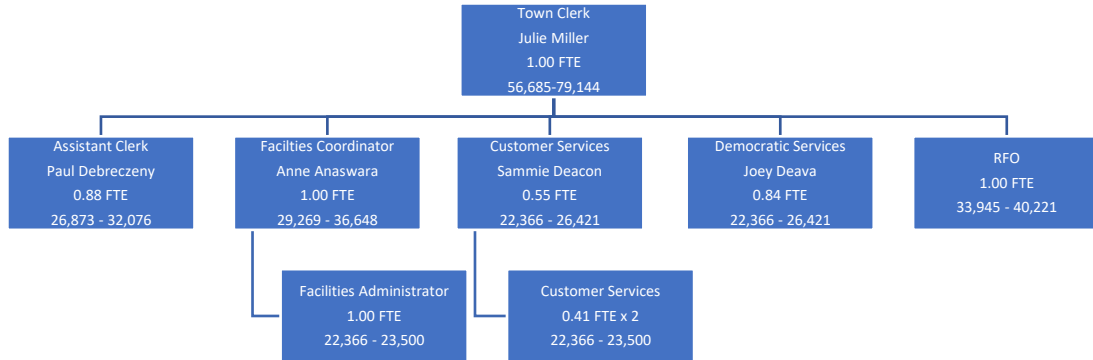 Town Clerk
Julie Miller
1.00 FTE
56,685-79,144
Assistant Clerk
Paul Debreczeny
0.88 FTE
26,873 - 32,076
Facilties Coordinator
Anne Anaswara
1.00 FTE
29,269 - 36,648
Customer Services
Sammie Deacon
0.55 FTE
22,366 - 26,421
Democratic Services
Joey Deava
0.84 FTE
22,366 - 26,421
RFO
1.00 FTE
33,945 - 40,221
Facilities Administrator
1.00 FTE
22,366 - 23,500
Customer Services
0.41 FTE x 2
22,366 - 23,500